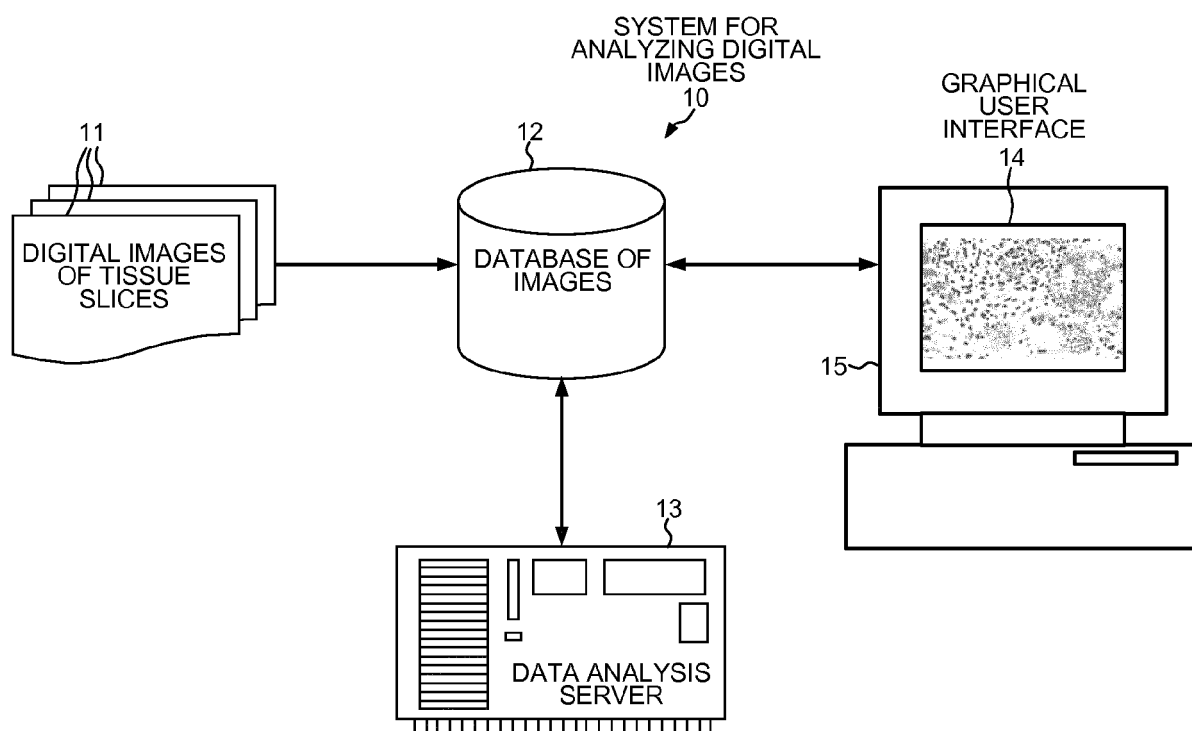 SYSTEM FOR
ANALYZING DIGITAL
IMAGES
10
GRAPHICAL
USER
INTERFACE
14
11
12
DIGITAL IMAGES
OF TISSUE
SLICES
DATABASE OF
IMAGES
15
13
DATA ANALYSIS
SERVER